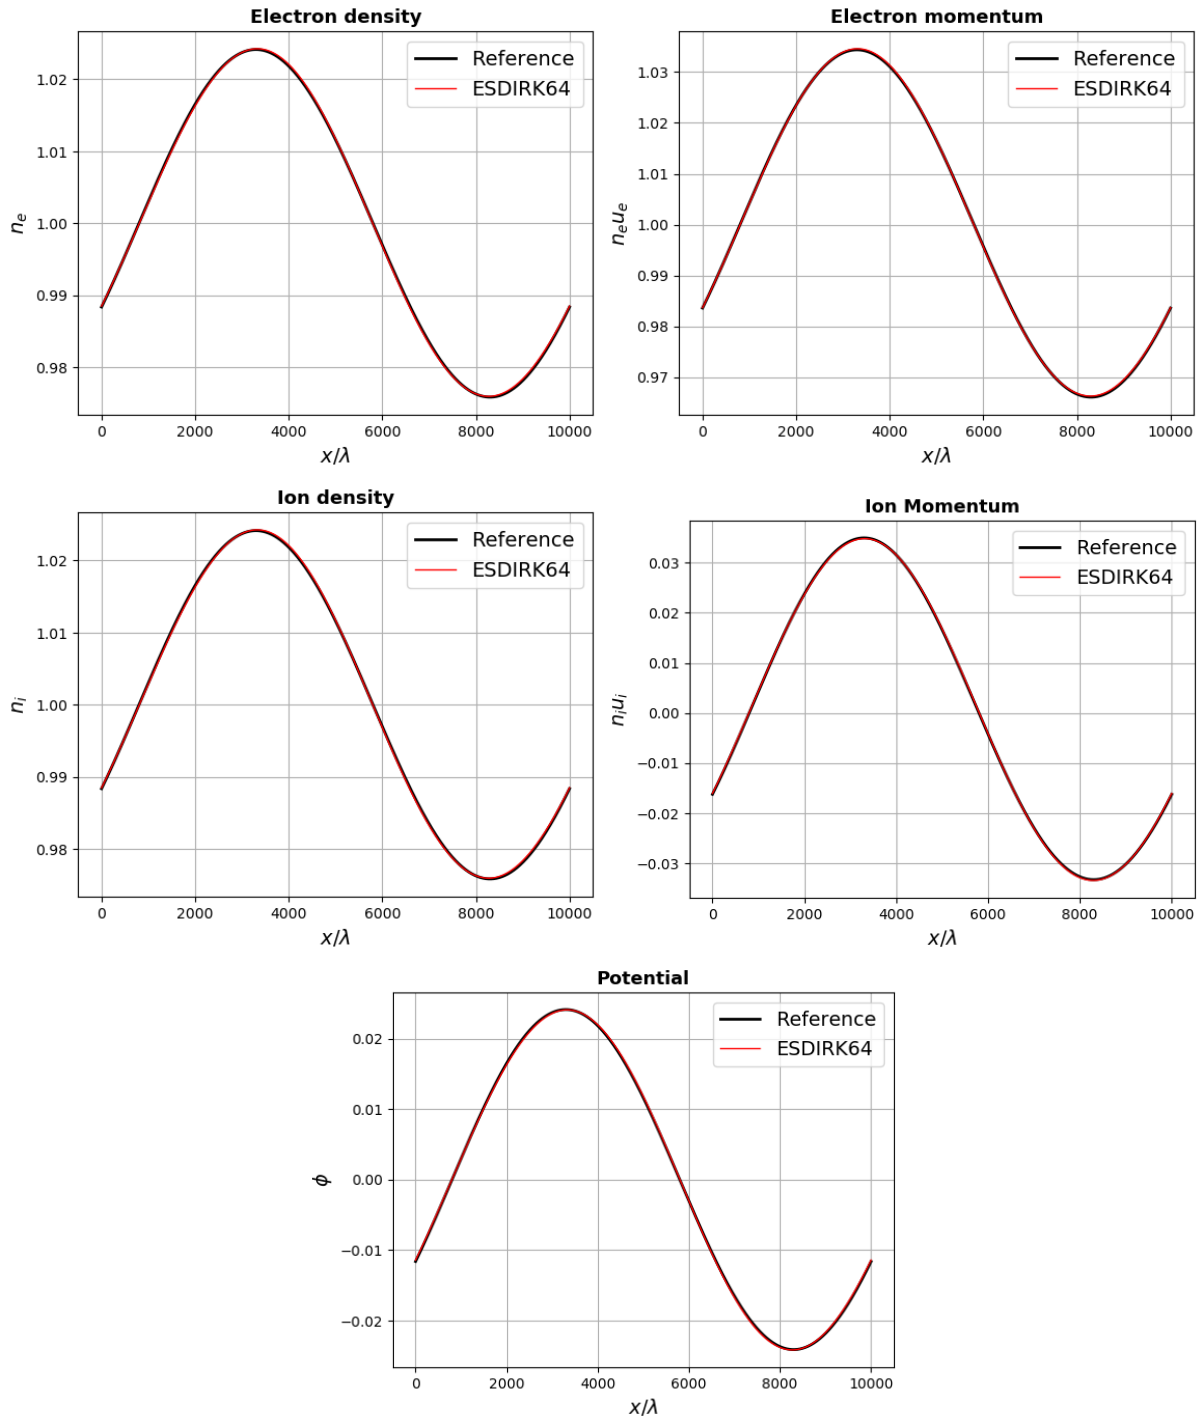 Electron density
Reference
ESDIRK64
1.02
1.01
1.00
0.99
0.98
n_e
0 2000 4000 6000 8000 10000
x/λ
Electron momentum
Reference
ESDIRK64
1.03
1.02
1.01
1.00
0.99
0.98
0.97
n_e u_e
0 2000 4000 6000 8000 10000
x/λ
Ion density
Reference
ESDIRK64
1.02
1.01
1.00
0.99
0.98
n_i
0 2000 4000 6000 8000 10000
x/λ
Ion Momentum
Reference
ESDIRK64
0.03
0.02
0.01
0.00
−0.01
−0.02
−0.03
n_i u_i
0 2000 4000 6000 8000 10000
x/λ
Potential
Reference
ESDIRK64
0.02
0.01
0.00
−0.01
−0.02
ϕ
0 2000 4000 6000 8000 10000
x/λ